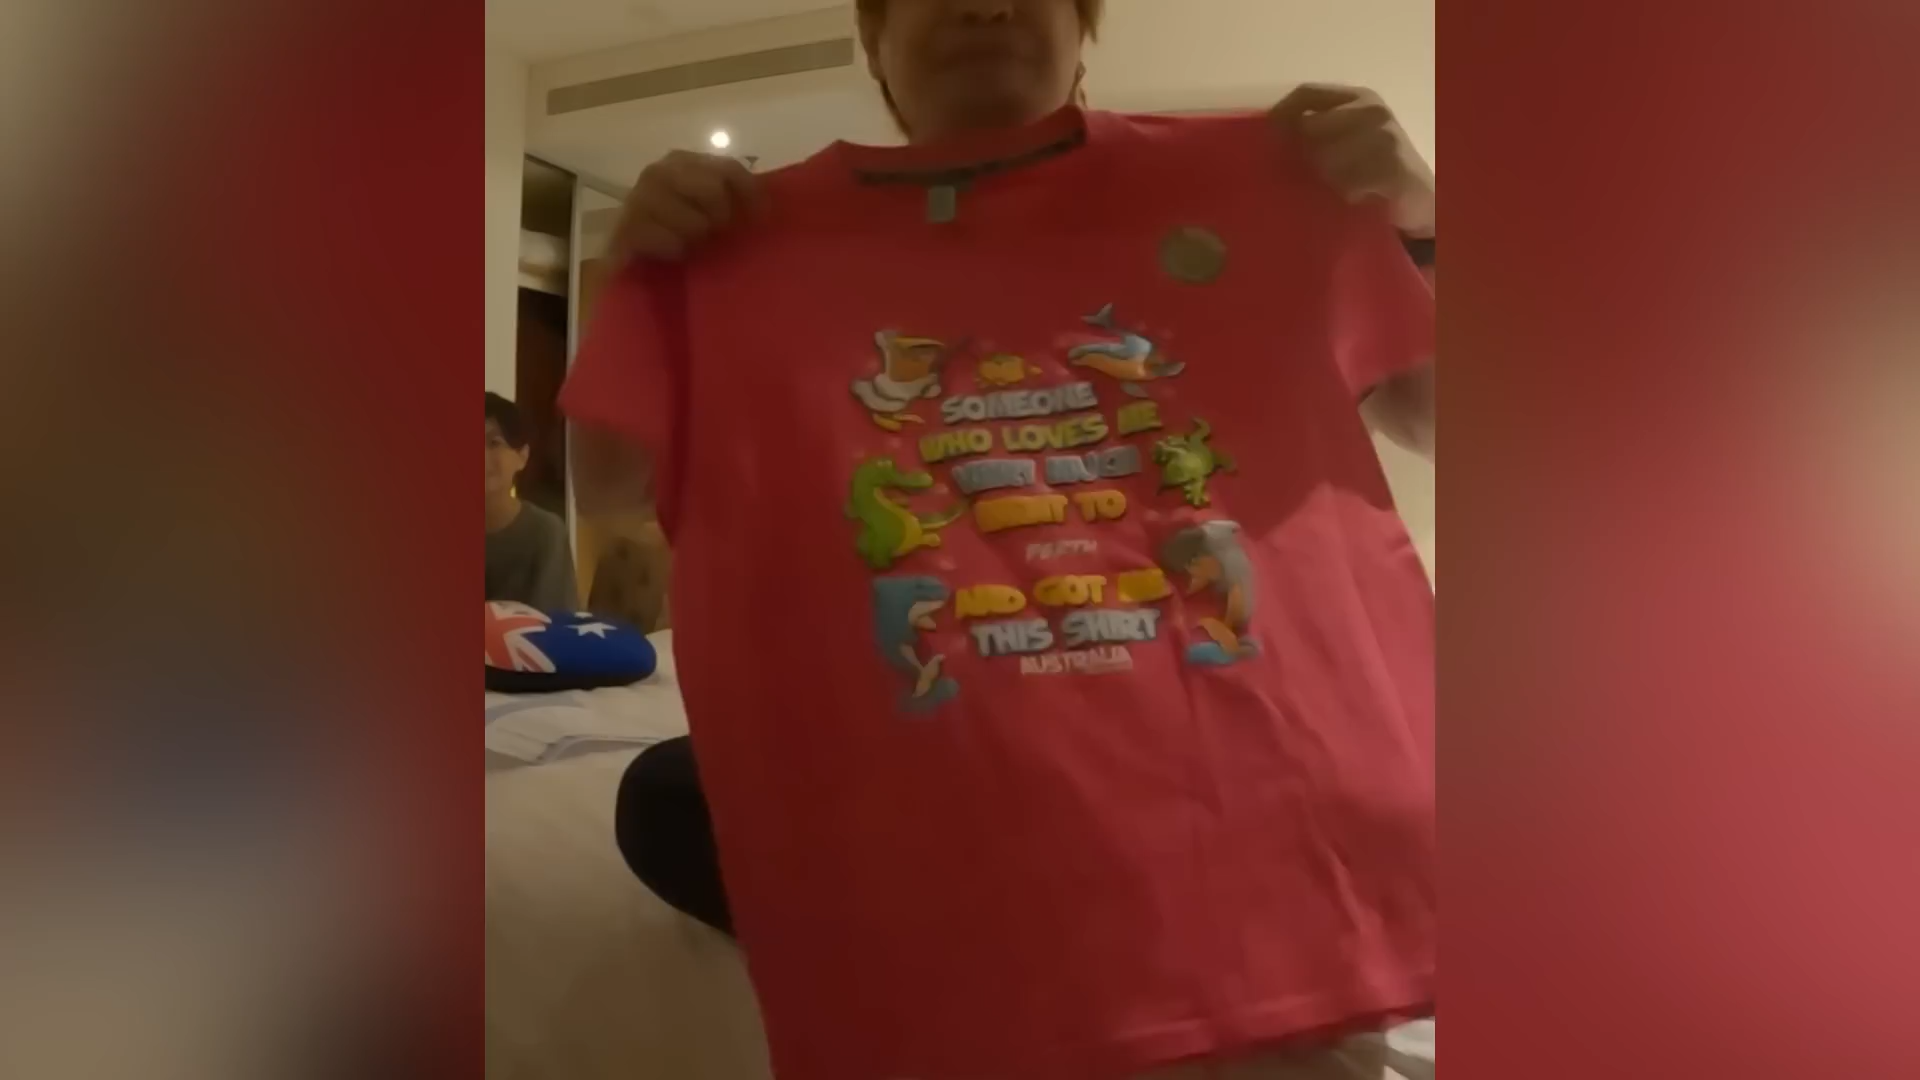 SOMEONE
WHO LOVES ME
VERY MUCH
WENT TO
PERTH
AND GOT ME
THIS SHIRT
AUSTRALIA